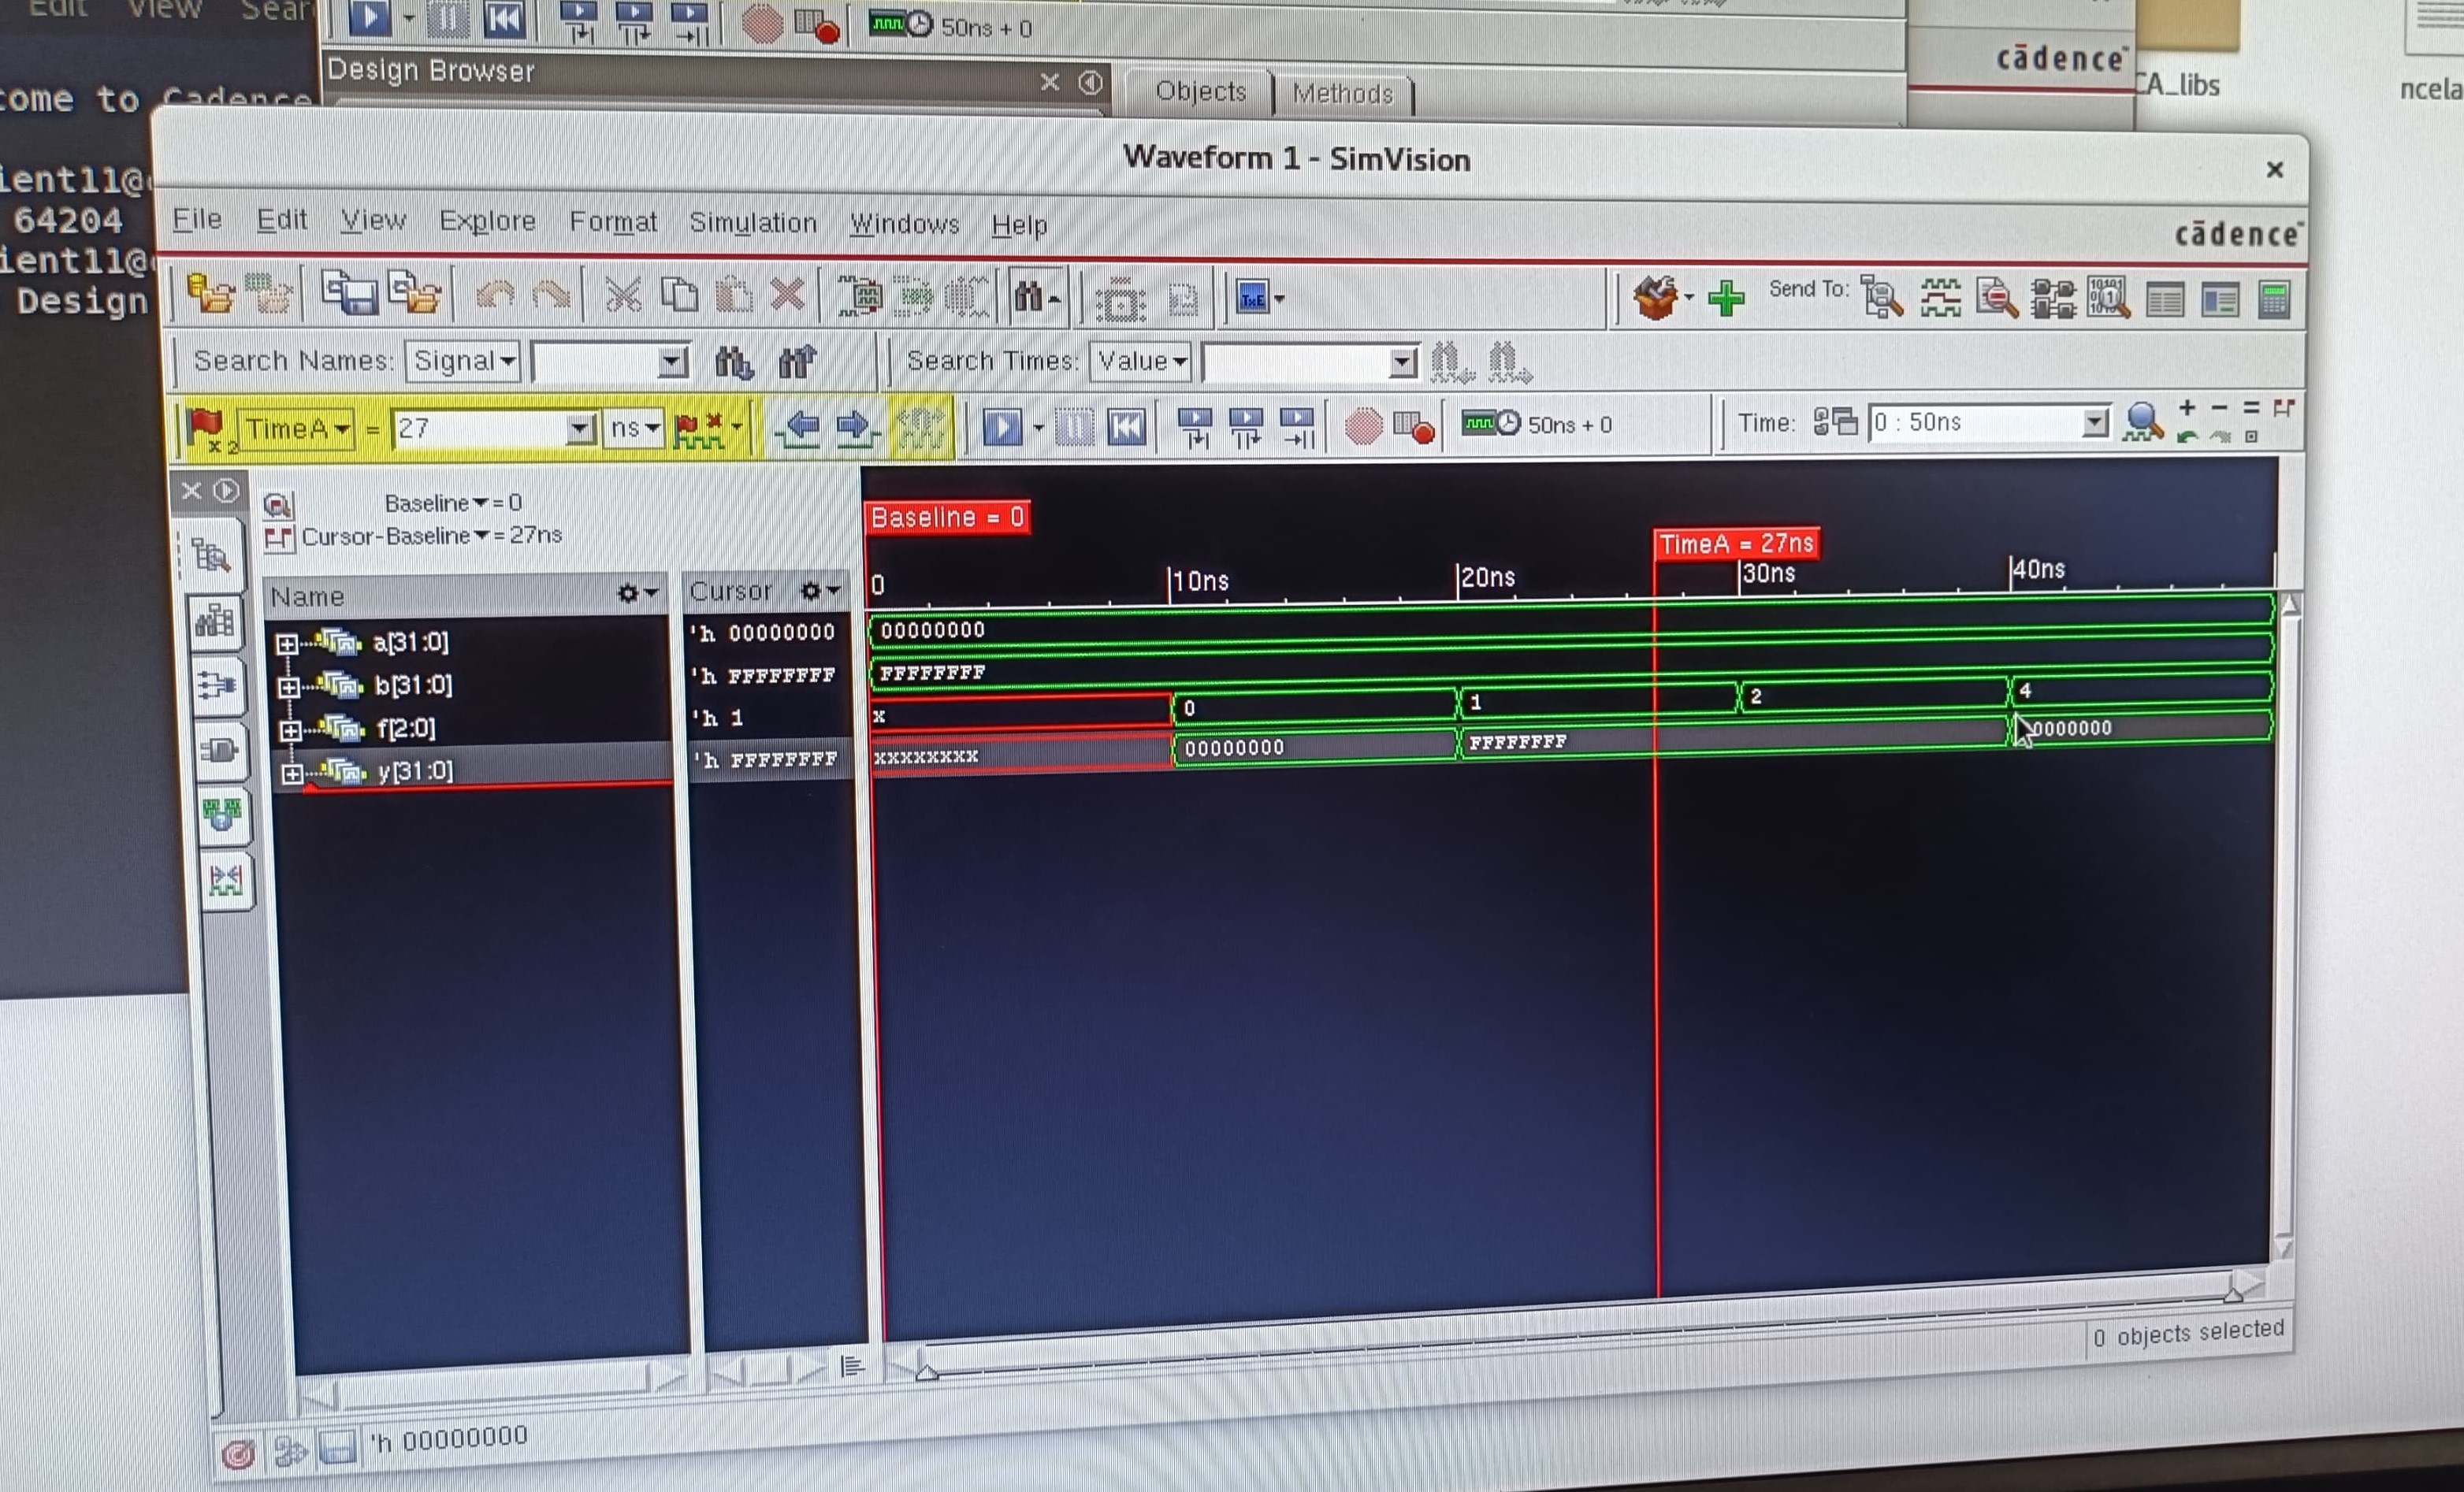 Edit View Sear
50ns + 0
cādence
Design Browser
Objects Methods
CA_libs
ncela
come to Cadence
Waveform 1 - SimVision
ient11@
64204
ient11@
Design
File Edit View Explore Format Simulation Windows Help
cādence
TxE
Send To:
Search Names: Signal
Search Times: Value
x2 TimeA = 27 ns
50ns + 0
Time: 0 : 50ns
Baseline = 0
Cursor-Baseline = 27ns
Baseline = 0
TimeA = 27ns
0 10ns 20ns 30ns 40ns
Name Cursor
a[31:0] 'h 00000000 00000000
b[31:0] 'h FFFFFFFF FFFFFFFF
f[2:0] 'h 1 x 0 1 2 4
y[31:0] 'h FFFFFFFF xxxxxxxx 00000000 FFFFFFFF 0000000
0 objects selected
'h 00000000